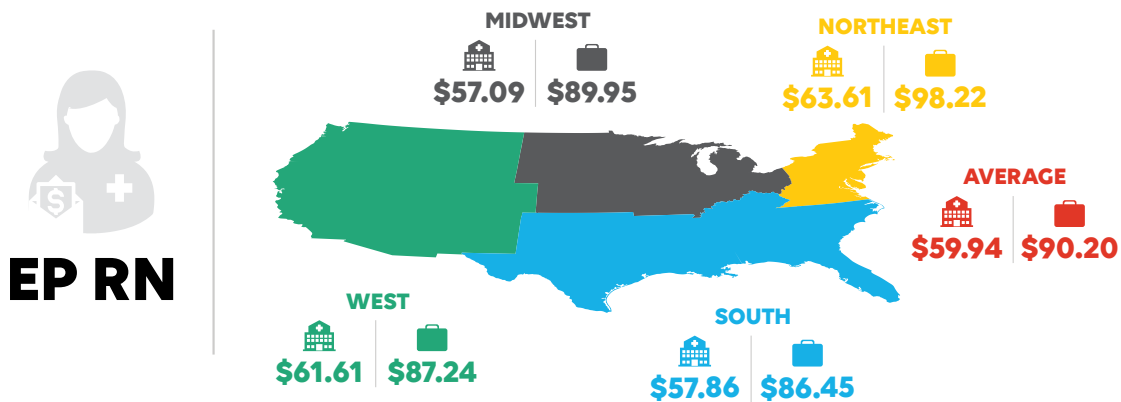 MIDWEST
$57.09 $89.95
NORTHEAST
$63.61 $98.22
AVERAGE
$59.94 $90.20
$
EP RN
WEST
$61.61 $87.24
SOUTH
$57.86 $86.45